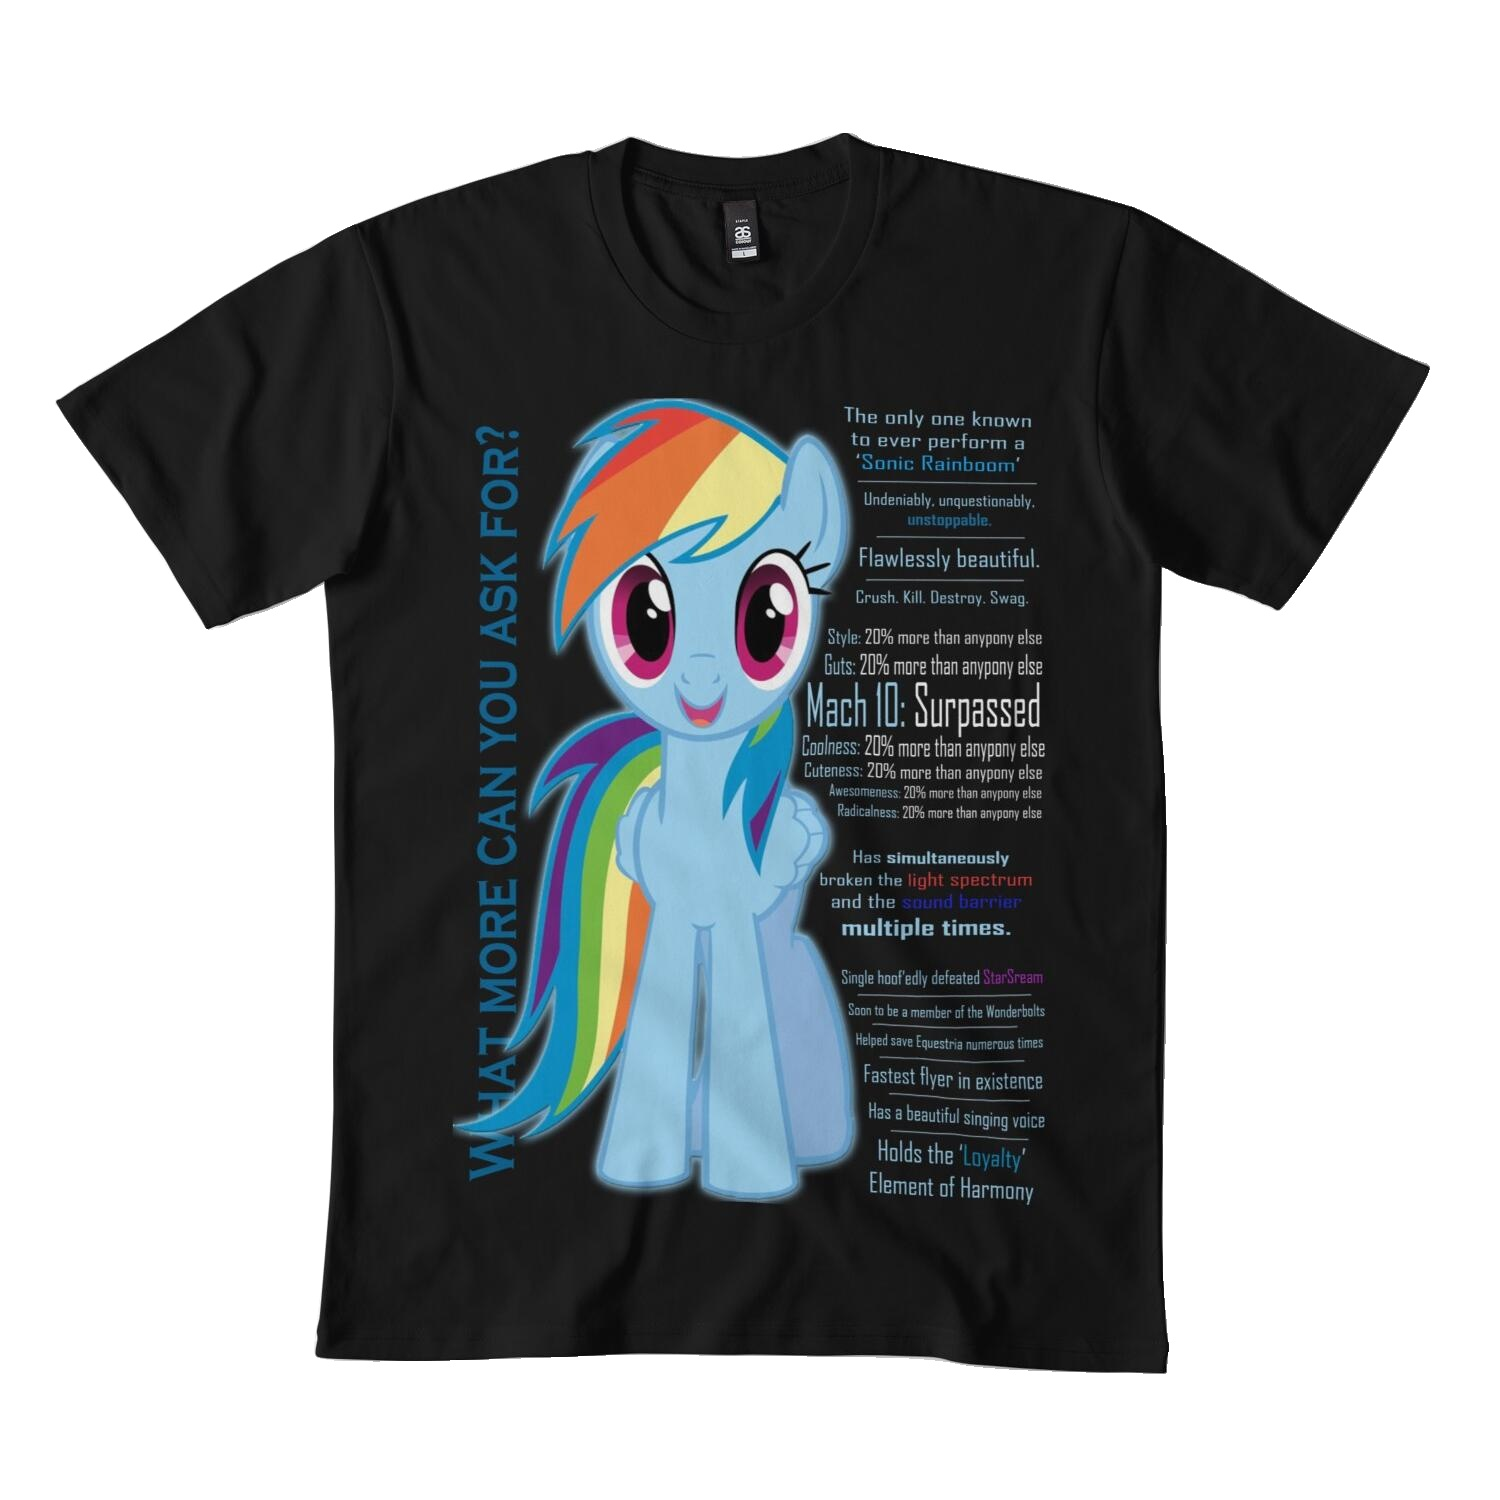 STAPLE
as
colour
L
WHAT MORE CAN YOU ASK FOR?
The only one known
to ever perform a
'Sonic Rainboom'
Undeniably, unquestionably,
unstoppable.
Flawlessly beautiful.
Crush. Kill. Destroy. Swag.
Style: 20% more than anypony else
Guts: 20% more than anypony else
Mach 10: Surpassed
Coolness: 20% more than anypony else
Cuteness: 20% more than anypony else
Awesomeness: 20% more than anypony else
Radicalness: 20% more than anypony else
Has simultaneously
broken the light spectrum
and the sound barrier
multiple times.
Single hoof'edly defeated StarSream
Soon to be a member of the Wonderbolts
Helped save Equestria numerous times
Fastest flyer in existence
Has a beautiful singing voice
Holds the 'Loyalty'
Element of Harmony